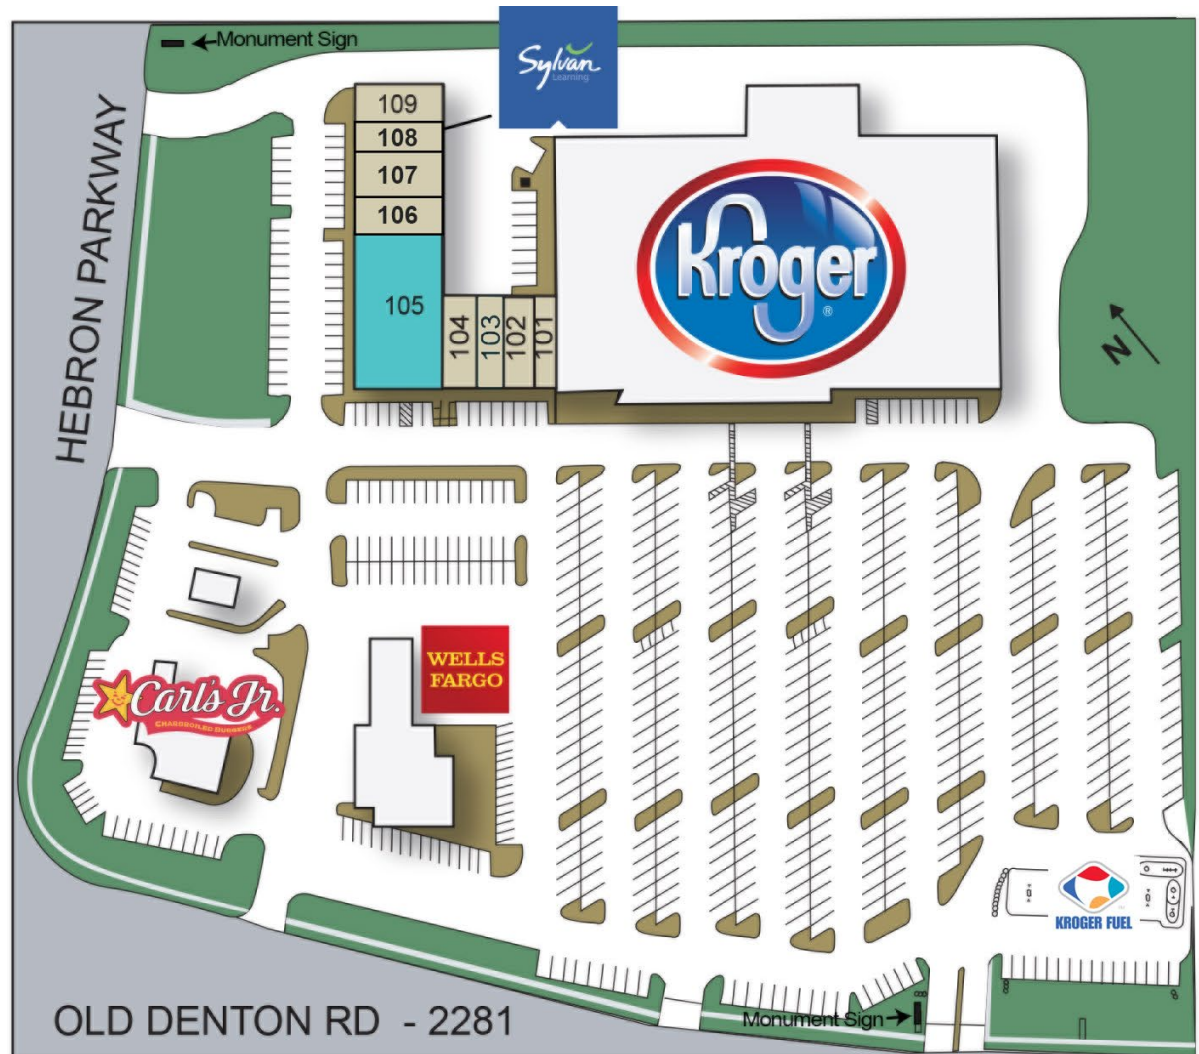 Monument Sign
Sylvan
Learning
109
108
107
106
105
104
103
102
101
Kroger
®
N
HEBRON PARKWAY
WELLS
FARGO
Carl's Jr.
CHARBROILED BURGERS
KROGER FUEL
Monument Sign
OLD DENTON RD - 2281